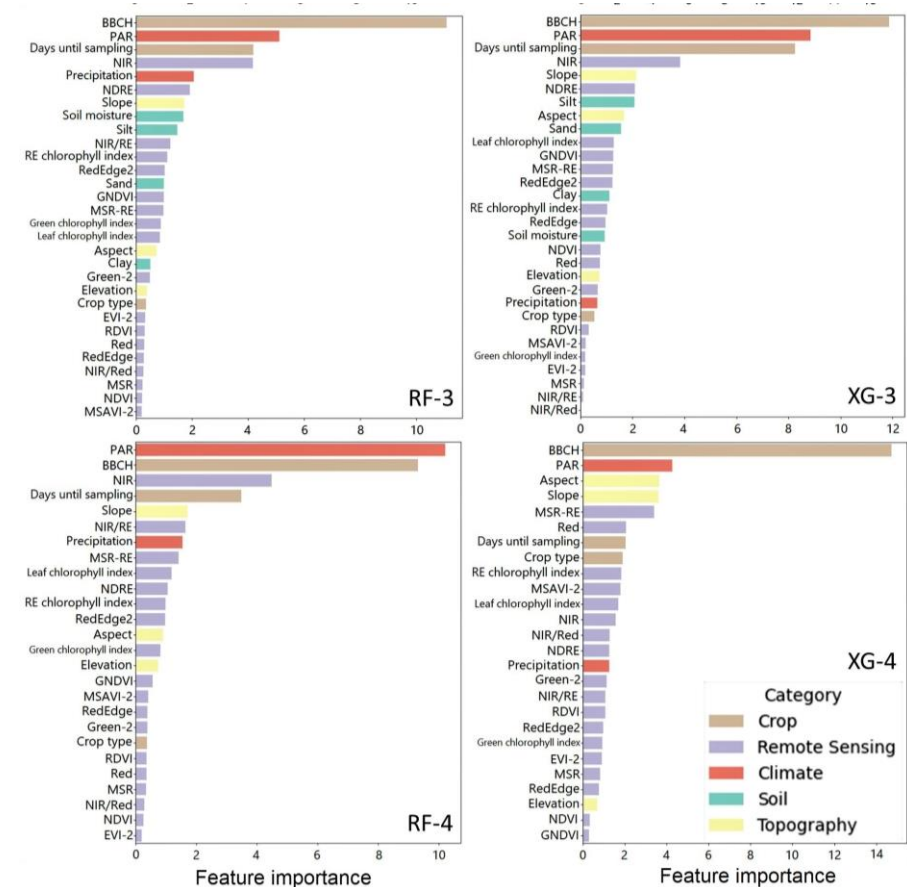 BBCH
PAR
Days until sampling
NIR
Precipitation
NDRE
Slope
Soil moisture
Silt
NIR/RE
RE chlorophyll index
RedEdge2
Sand
GNDVI
MSR-RE
Green chlorophyll index
Leaf chlorophyll index
Aspect
Clay
Green-2
Elevation
Crop type
EVI-2
RDVI
Red
RedEdge
NIR/Red
MSR
NDVI
MSAVI-2
RF-3
0 2 4 6 8 10
BBCH
PAR
Days until sampling
NIR
Slope
NDRE
Silt
Aspect
Sand
Leaf chlorophyll index
GNDVI
MSR-RE
RedEdge2
Clay
RE chlorophyll index
RedEdge
Soil moisture
NDVI
Red
Elevation
Green-2
Precipitation
Crop type
RDVI
MSAVI-2
Green chlorophyll index
EVI-2
MSR
NIR/RE
NIR/Red
XG-3
0 2 4 6 8 10 12
PAR
BBCH
NIR
Days until sampling
Slope
NIR/RE
Precipitation
MSR-RE
Leaf chlorophyll index
NDRE
RE chlorophyll index
RedEdge2
Aspect
Green chlorophyll index
Elevation
GNDVI
MSAVI-2
RedEdge
Green-2
Crop type
RDVI
Red
MSR
NIR/Red
NDVI
EVI-2
RF-4
0 2 4 6 8 10
Feature importance
BBCH
PAR
Aspect
Slope
MSR-RE
Red
Days until sampling
Crop type
RE chlorophyll index
MSAVI-2
Leaf chlorophyll index
NIR
NIR/Red
NDRE
Precipitation
Green-2
NIR/RE
RDVI
RedEdge2
Green chlorophyll index
EVI-2
MSR
RedEdge
Elevation
NDVI
GNDVI
XG-4
Category
Crop
Remote Sensing
Climate
Soil
Topography
0 2 4 6 8 10 12 14
Feature importance